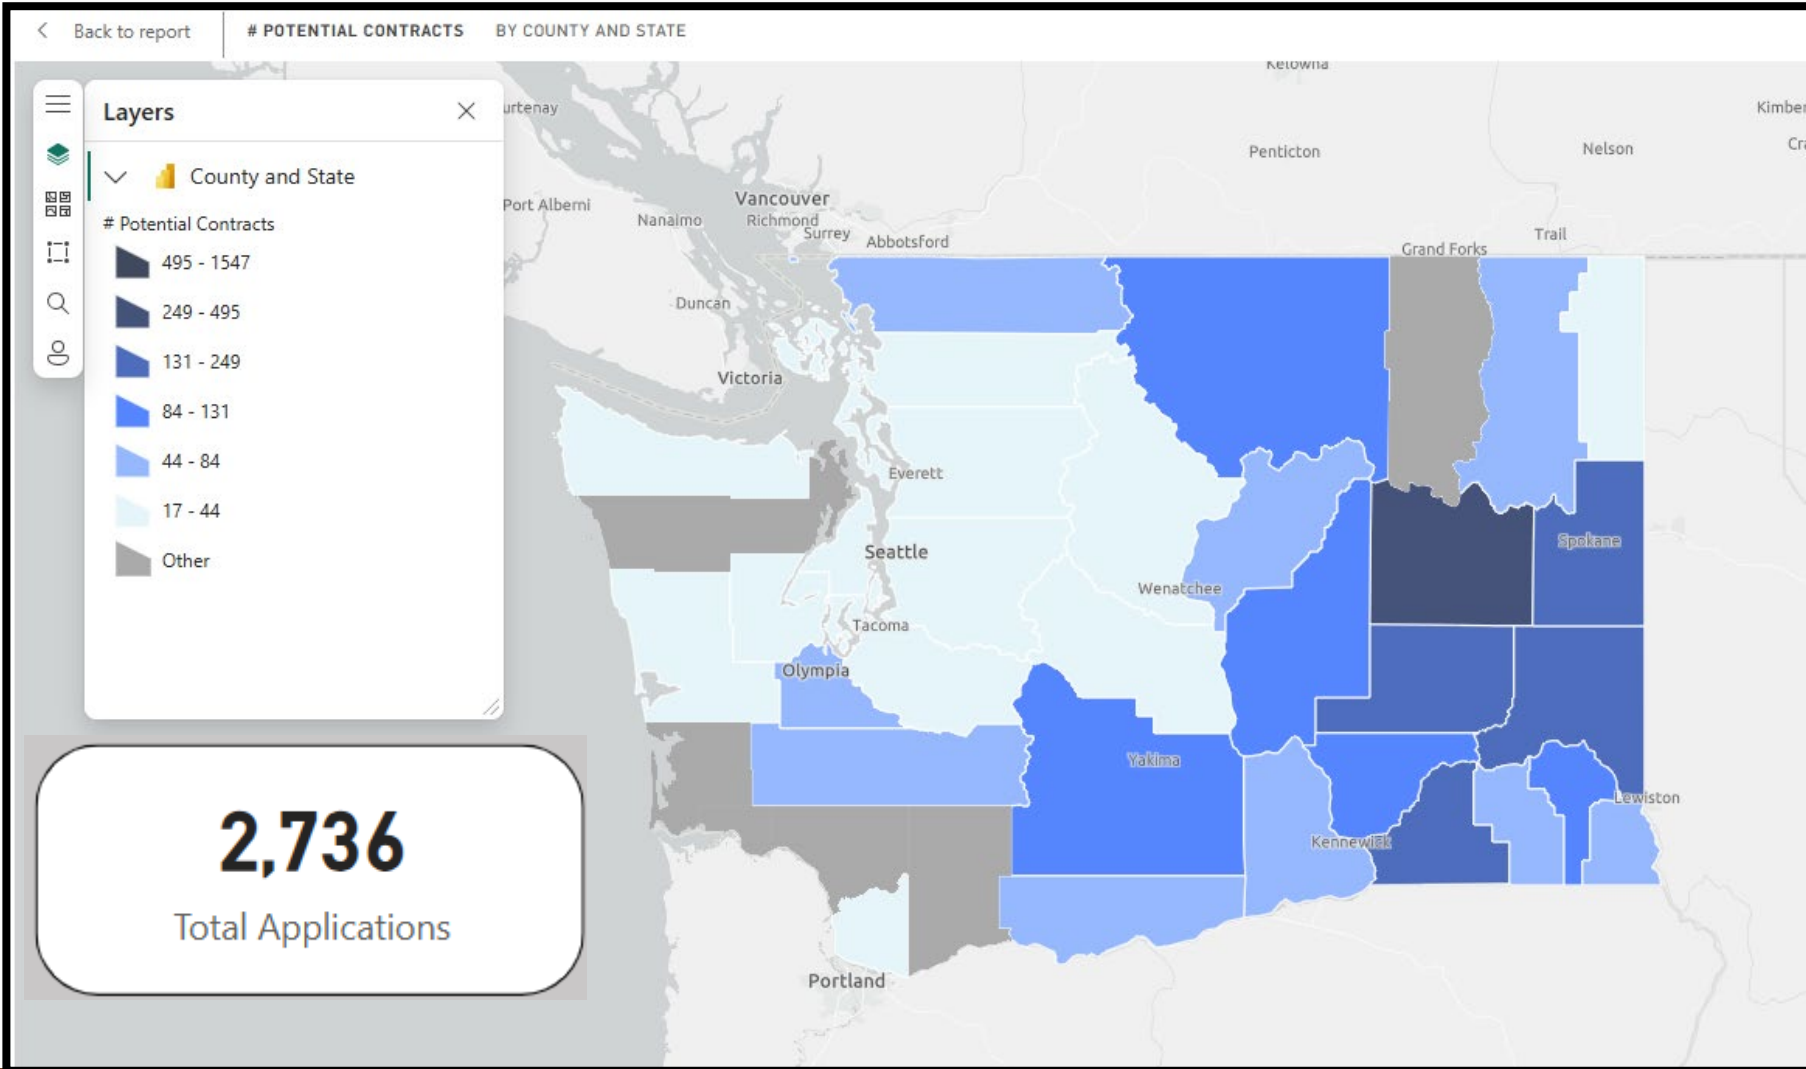 Back to report
# POTENTIAL CONTRACTS
BY COUNTY AND STATE
Layers
County and State
# Potential Contracts
495 - 1547
249 - 495
131 - 249
84 - 131
44 - 84
17 - 44
Other
2,736
Total Applications
Kelowna
urtenay
Kimber
Penticton
Nelson
Cra
Port Alberni
Vancouver
Nanaimo
Richmond
Surrey
Abbotsford
Trail
Grand Forks
Duncan
Victoria
Everett
Seattle
Spokane
Wenatchee
Tacoma
Olympia
Yakima
Lewiston
Kennewick
Portland